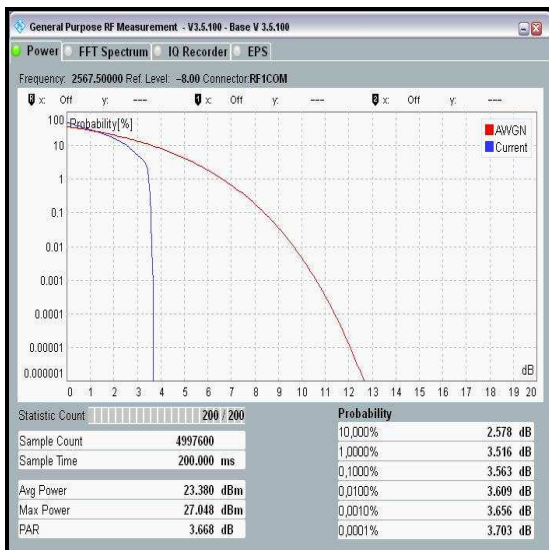 General Purpose RF Measurement - V3.5.100 - Base V 3.5.100
Power FFT Spectrum IQ Recorder EPS
Frequency: 2567.50000 Ref. Level: -8.00 Connector:RF1COM
x: Off y: --- 1 x: Off y: --- 2 x: Off y: ---
Probability[%]
AWGN
Current
100
10
1
0.1
0.01
0.001
0.0001
0.00001
0.000001
dB
0 1 2 3 4 5 6 7 8 9 10 11 12 13 14 15 16 17 18 19 20
Statistic Count 200 / 200
Sample Count 4997600
Sample Time 200.000 ms
Avg Power 23.380 dBm
Max Power 27.048 dBm
PAR 3.668 dB
Probability
10,000% 2.578 dB
1,0000% 3.516 dB
0,1000% 3.563 dB
0,0100% 3.609 dB
0,0010% 3.656 dB
0,0001% 3.703 dB